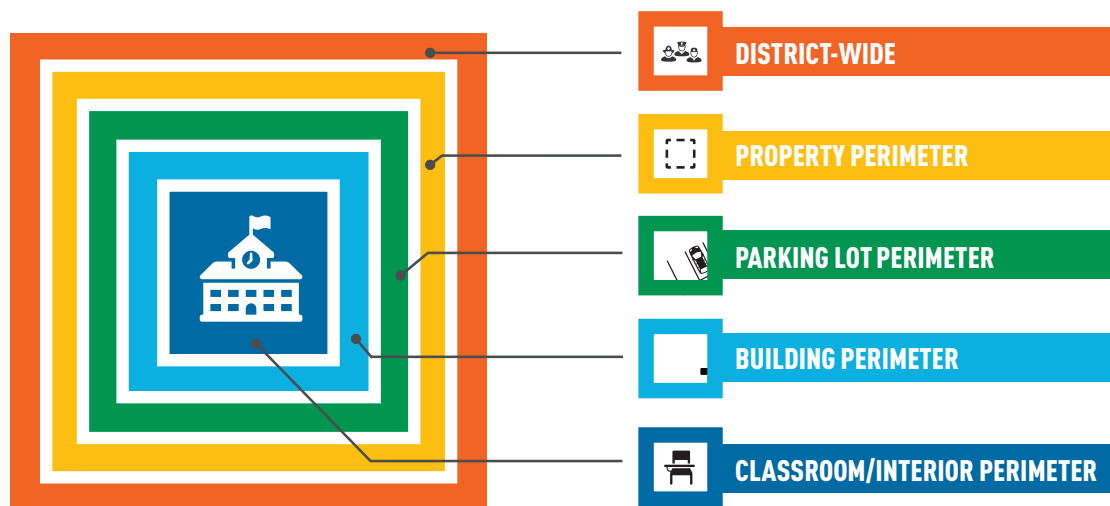 DISTRICT-WIDE
PROPERTY PERIMETER
PARKING LOT PERIMETER
BUILDING PERIMETER
CLASSROOM/INTERIOR PERIMETER